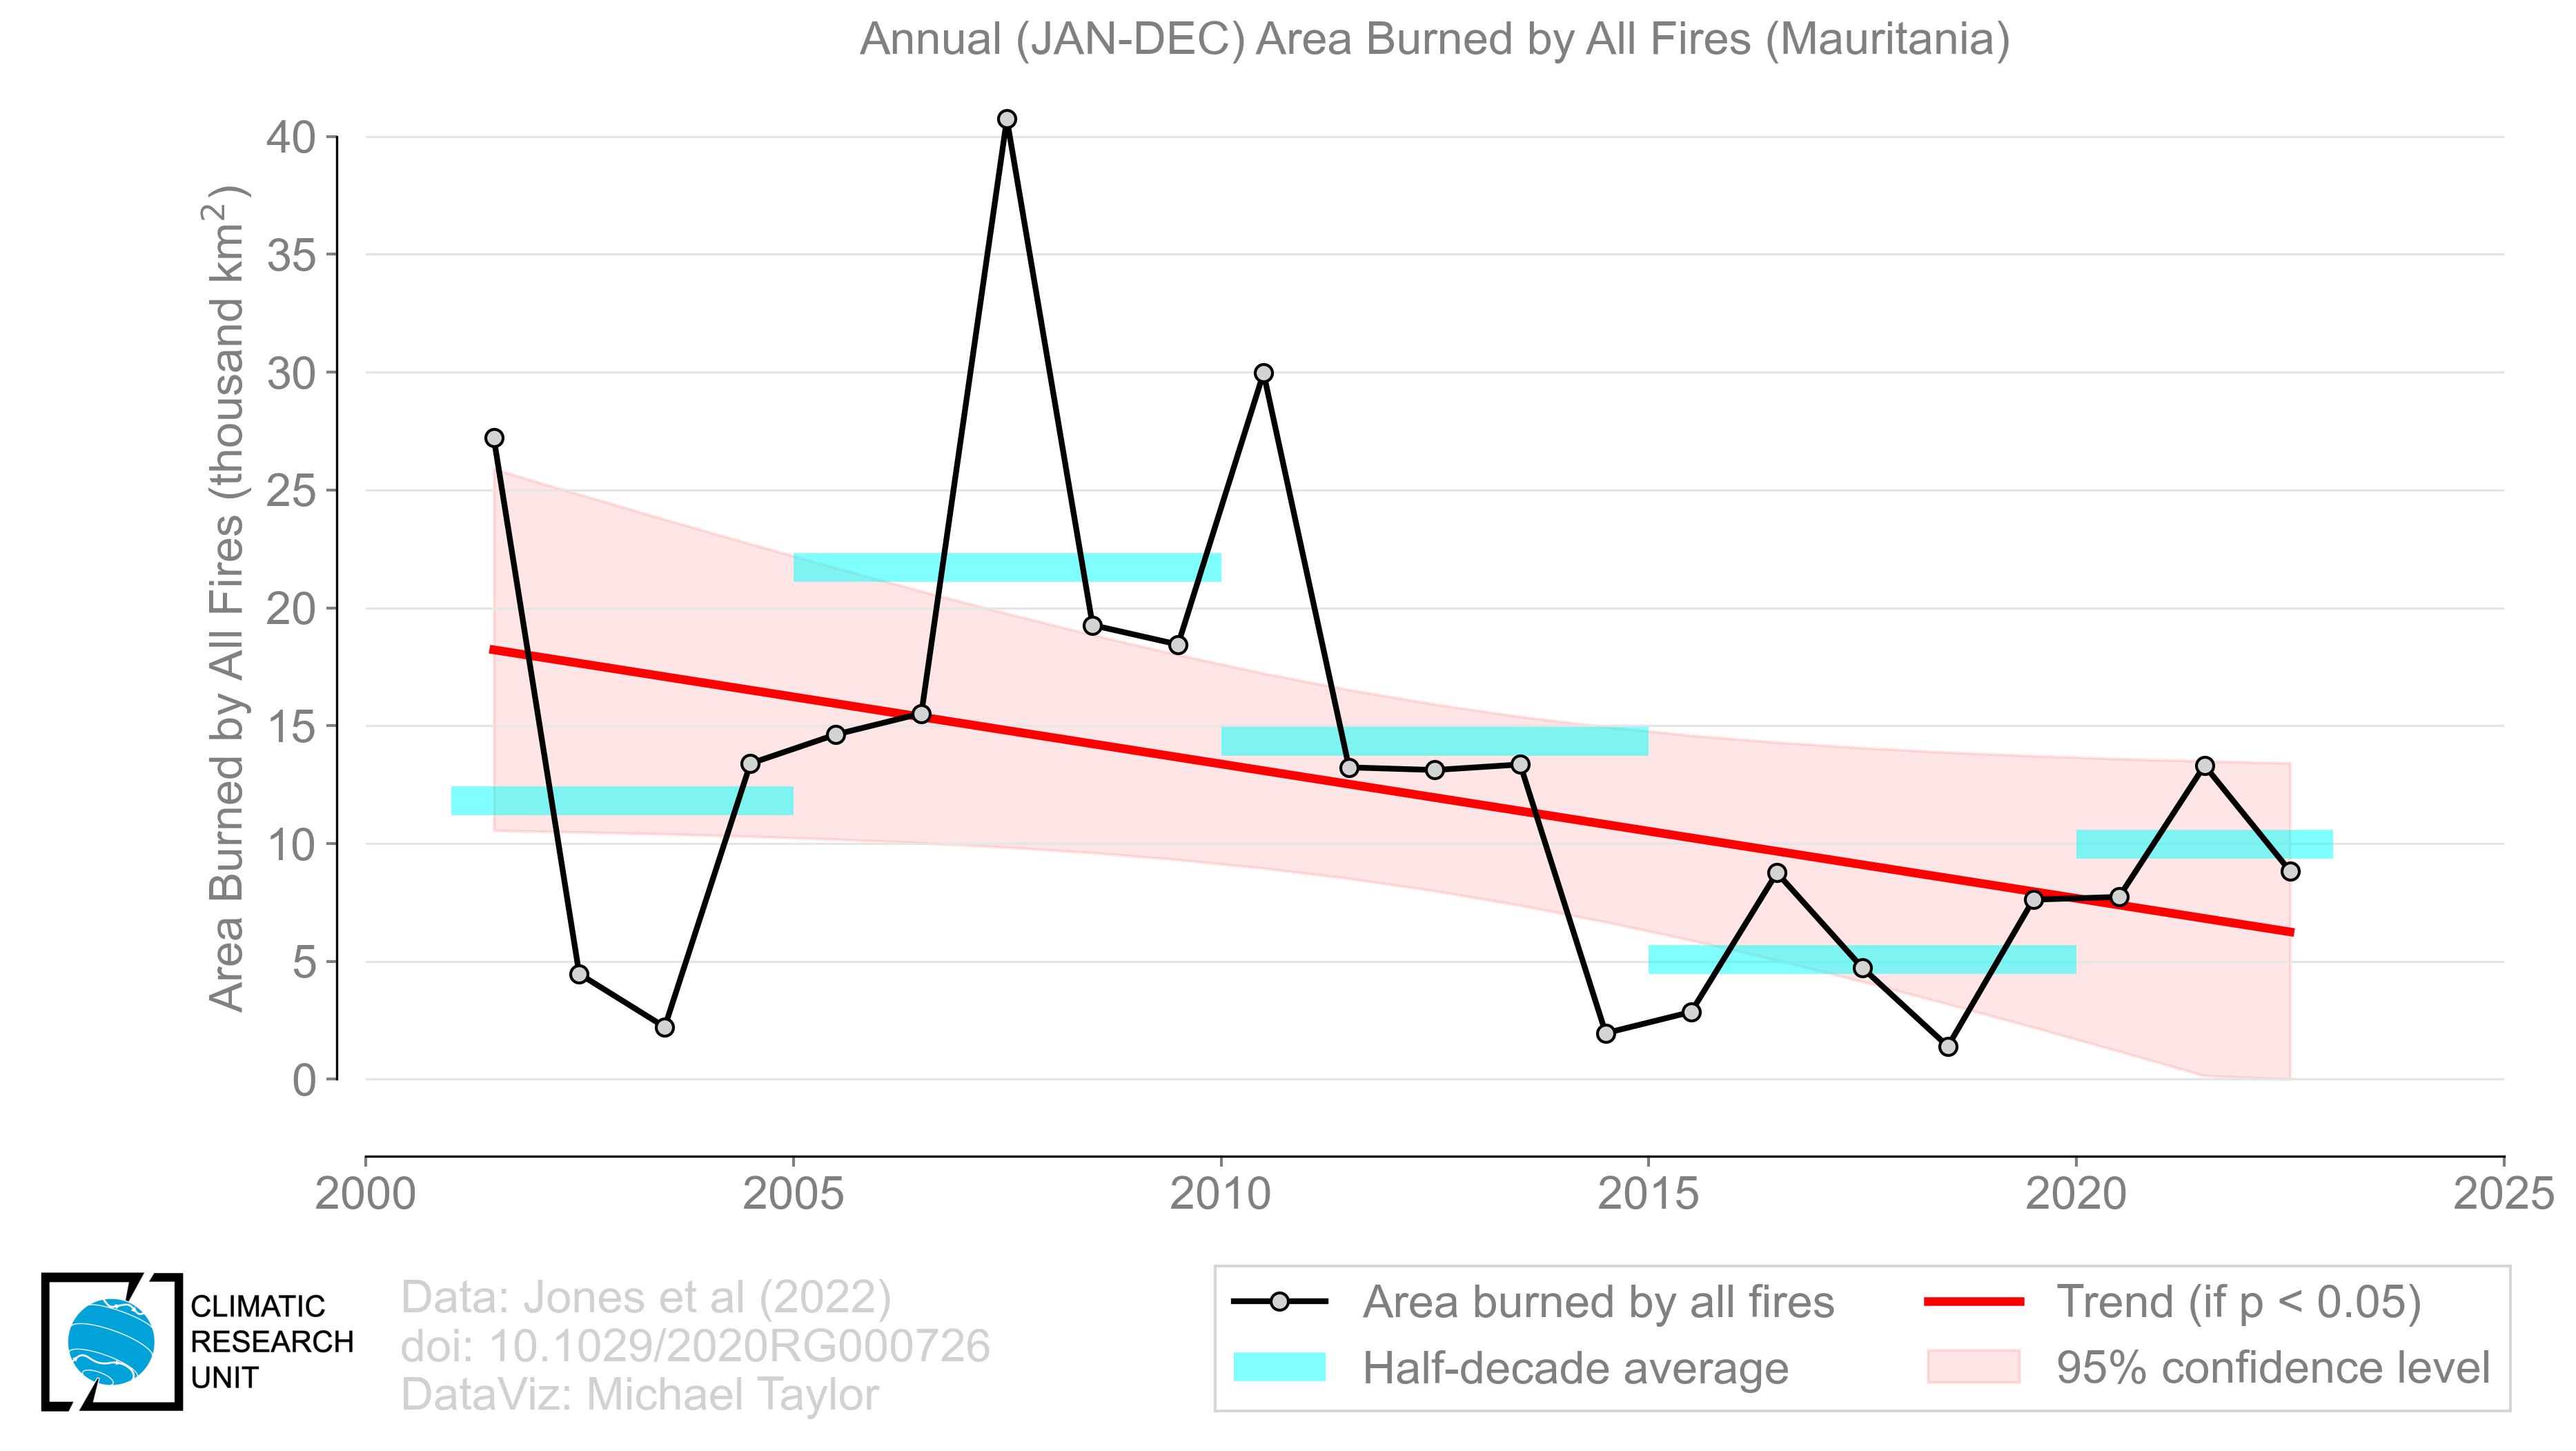 Annual (JAN-DEC) Area Burned by All Fires (Mauritania)
Area Burned by All Fires (thousand km²)
40
35
30
25
20
15
10
5
0
2000
2005
2010
2015
2020
2025
CLIMATIC
RESEARCH
UNIT
Data: Jones et al (2022)
doi: 10.1029/2020RG000726
DataViz: Michael Taylor
Area burned by all fires
Half-decade average
Trend (if p < 0.05)
95% confidence level